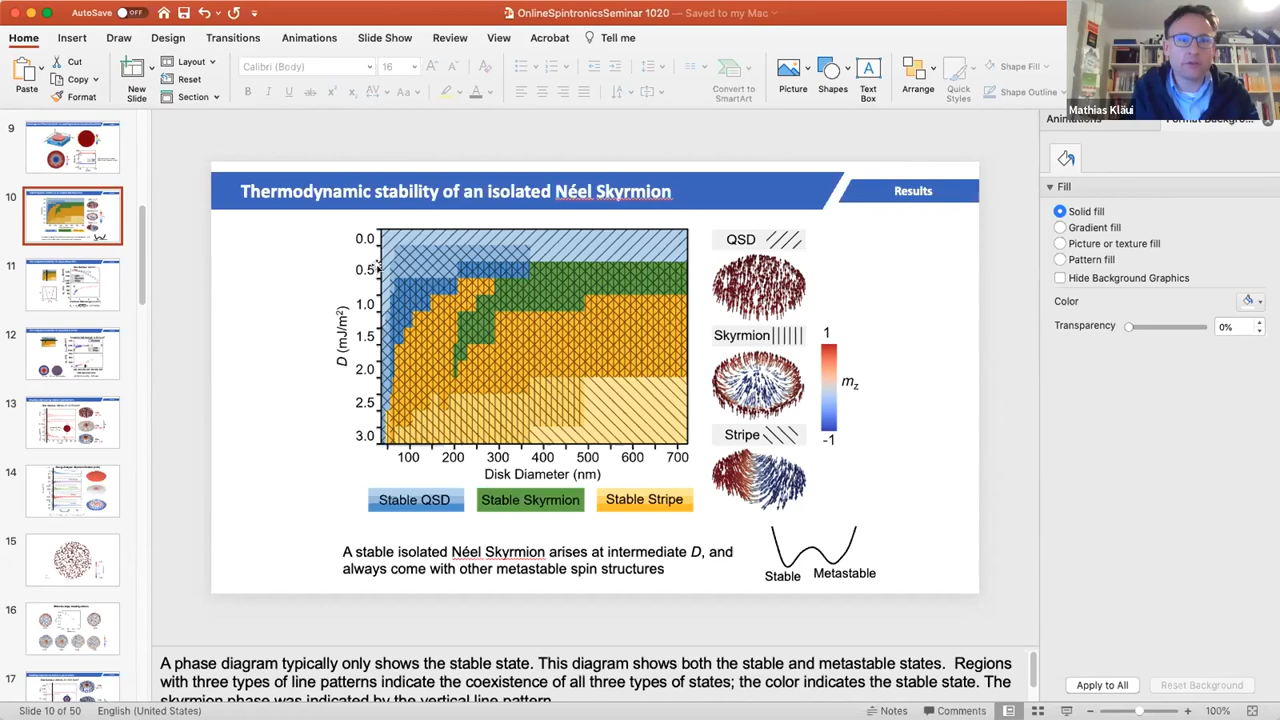 AutoSave OFF
OnlineSpintronicsSeminar 1020 — Saved to my Mac
Home Insert Draw Design Transitions Animations Slide Show Review View Acrobat Tell me
Paste
Cut
Copy
Format
New Slide
Layout
Reset
Section
Calibri (Body) 16
Convert to SmartArt
Picture
Shapes
Text Box
Arrange
Quick Styles
Shape Fill
Shape Outline
Mathias Kläui
Animations
Format Backgro...
Fill
Solid fill
Gradient fill
Picture or texture fill
Pattern fill
Hide Background Graphics
Color
Transparency 0%
Apply to All
Reset Background
9
10
11
12
13
14
15
16
17
Thermodynamic stability of an isolated Néel Skyrmion
Results
0.0
0.5
1.0
1.5
2.0
2.5
3.0
D (mJ/m²)
100 200 300 400 500 600 700
Disk Diameter (nm)
Stable QSD Stable Skyrmion Stable Stripe
QSD
Skyrmion
Stripe
1
mz
-1
A stable isolated Néel Skyrmion arises at intermediate D, and
always come with other metastable spin structures
Stable Metastable
A phase diagram typically only shows the stable state. This diagram shows both the stable and metastable states. Regions
with three types of line patterns indicate the coexistence of all three types of states; the color indicates the stable state. The
skyrmion phase was indicated by the vertical line pattern.
Slide 10 of 50 English (United States)
Notes Comments 100%